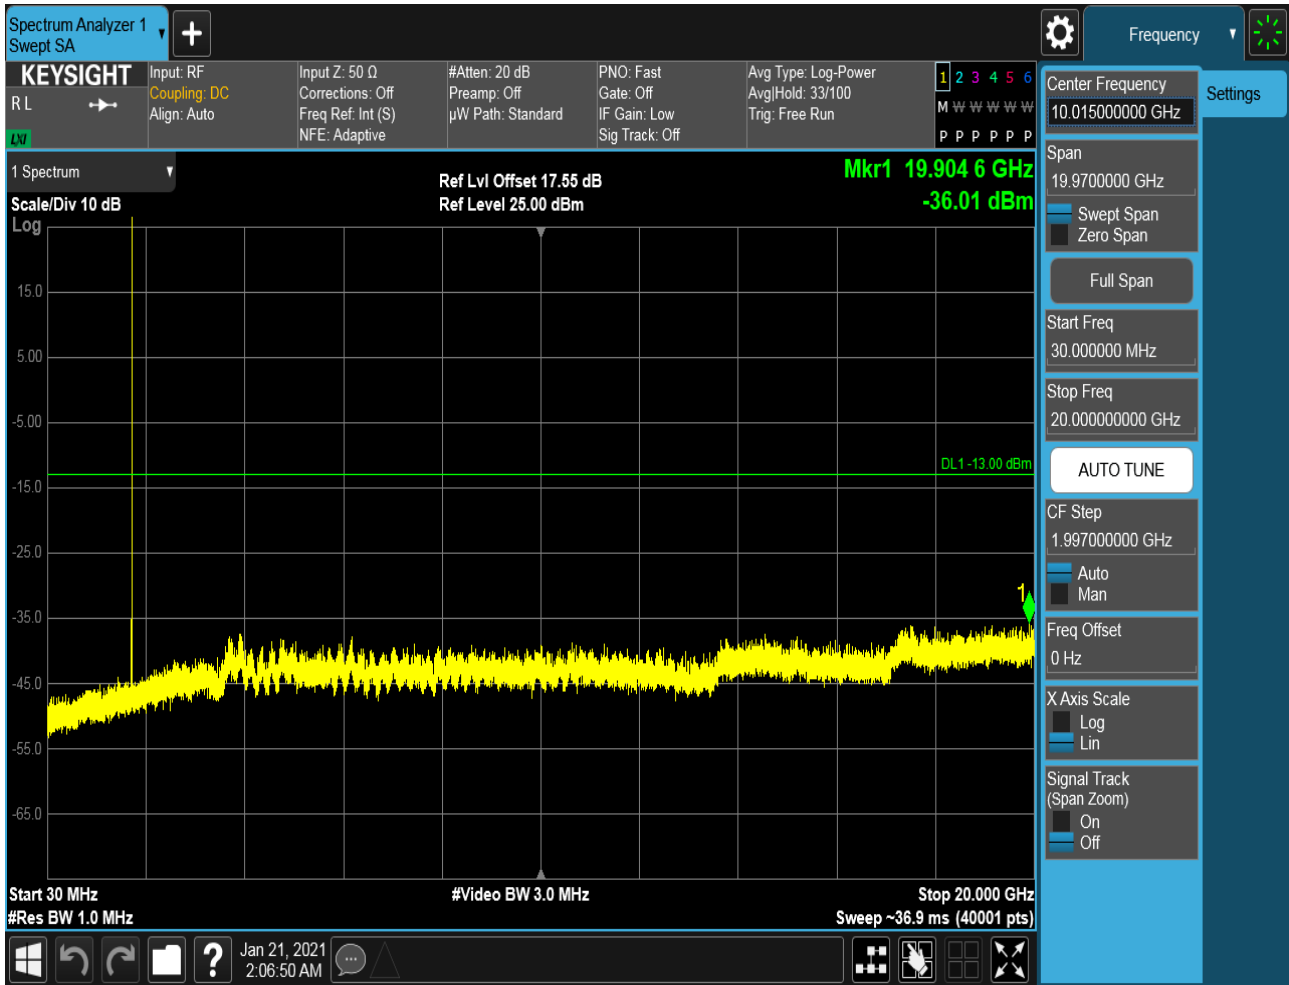 Spectrum Analyzer 1
Swept SA
Frequency
KEYSIGHT
R L
LXI
Input: RF
Coupling: DC
Align: Auto
Input Z: 50 Ω
Corrections: Off
Freq Ref: Int (S)
NFE: Adaptive
#Atten: 20 dB
Preamp: Off
µW Path: Standard
PNO: Fast
Gate: Off
IF Gain: Low
Sig Track: Off
Avg Type: Log-Power
Avg|Hold: 33/100
Trig: Free Run
1 2 3 4 5 6
M W W W W W
P P P P P P
1 Spectrum
Scale/Div 10 dB
Log
Ref Lvl Offset 17.55 dB
Ref Level 25.00 dBm
Mkr1 19.904 6 GHz
-36.01 dBm
15.0
5.00
-5.00
DL1 -13.00 dBm
-15.0
-25.0
-35.0
1
-45.0
-55.0
-65.0
Start 30 MHz
#Res BW 1.0 MHz
#Video BW 3.0 MHz
Stop 20.000 GHz
Sweep ~36.9 ms (40001 pts)
Center Frequency
10.015000000 GHz
Settings
Span
19.9700000 GHz
Swept Span
Zero Span
Full Span
Start Freq
30.000000 MHz
Stop Freq
20.000000000 GHz
AUTO TUNE
CF Step
1.997000000 GHz
Auto
Man
Freq Offset
0 Hz
X Axis Scale
Log
Lin
Signal Track
(Span Zoom)
On
Off
?
Jan 21, 2021
2:06:50 AM